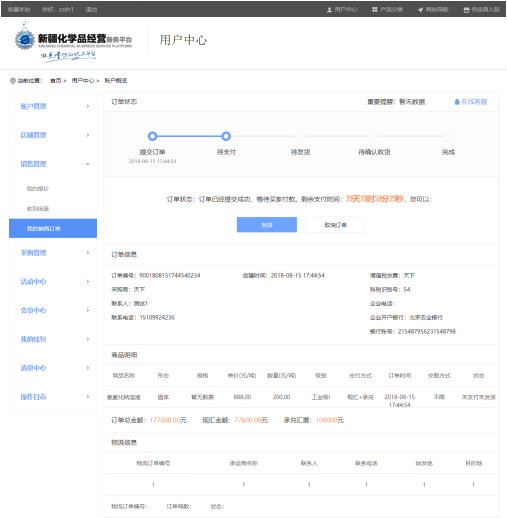 收藏本站 你好，zsxh1 退出
用户中心 产品分类 网站导航 供应商入驻
新疆化学品经营服务平台
XINJIANG CHEMICAL BUSINESS SERVICE PLATFORM
用户中心
当前位置： 首页 > 用户中心 > 账户概览
账户管理
店铺管理
销售管理
我的报价
收到询盘
我的销售订单
采购管理
活动中心
会员中心
我的钱包
消息中心
操作日志
订单状态 重要提醒：暂无数据 在线客服
提交订单 待支付 待发货 待确认收货 完成
2018-08-15 17:44:54
订单状态：订单已经提交成功，等待买家付款。剩余支付时间：29天23时58分29秒，您可以：
发货 取消订单
订单信息
订单编号：9001808151744540234 创建时间：2018-08-15 17:44:54 增值税发票：天下
采购商：天下 纳税识别号：54
联系人：测试1 企业电话：
联系电话：15109924236 企业开户银行：北京农业银行
银行账号：215487956231548798
商品明细
商品名称 形态 规格 单价(元/吨) 数量(元/吨) 级别 支付方式 订单时间 交割方式 状态
氢氧化钠溶液 固体 暂无数据 888.00 200.00 工业级I 现汇+承兑 2018-08-15 17:44:54 不限 未支付未发货
订单总金额：177600.00元 现汇金额：77600.00元 承兑汇票：100000元
物流信息
物流订单编号 承运商名称 联系人 联系电话 始发地 目的地
1 1 1 1 1 1
物流订单编号： 订单吨数： 状态：